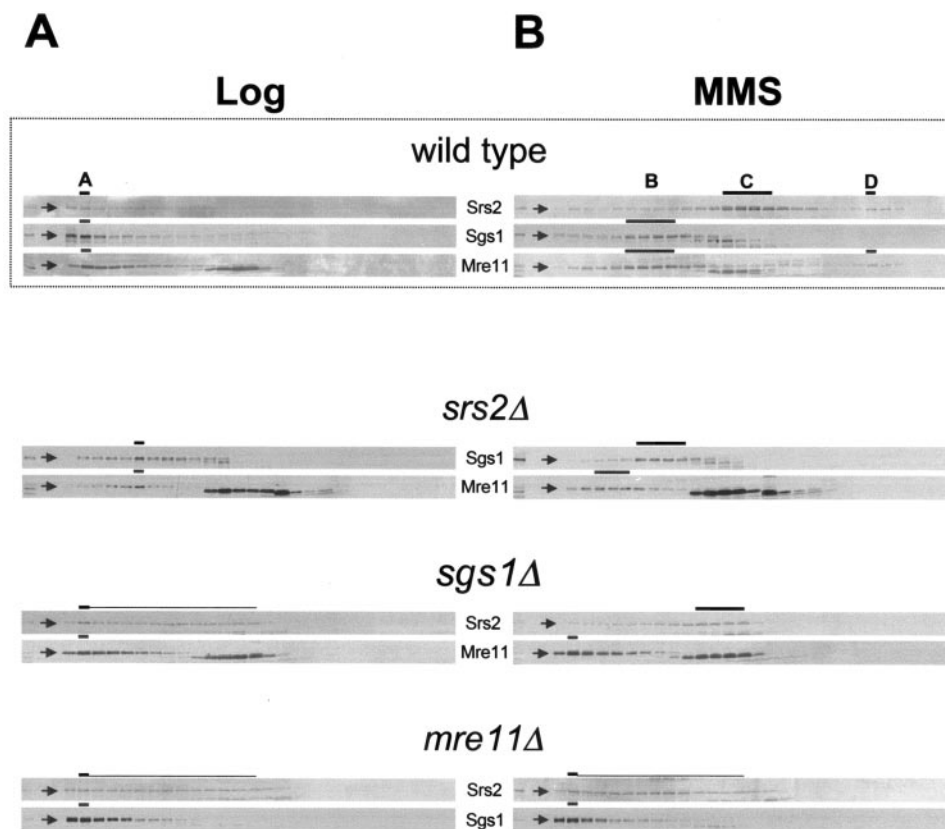 A B
Log MMS
wild type
A B C D
Srs2
Sgs1
Mre11
srs2Δ
Sgs1
Mre11
sgs1Δ
Srs2
Mre11
mre11Δ
Srs2
Sgs1